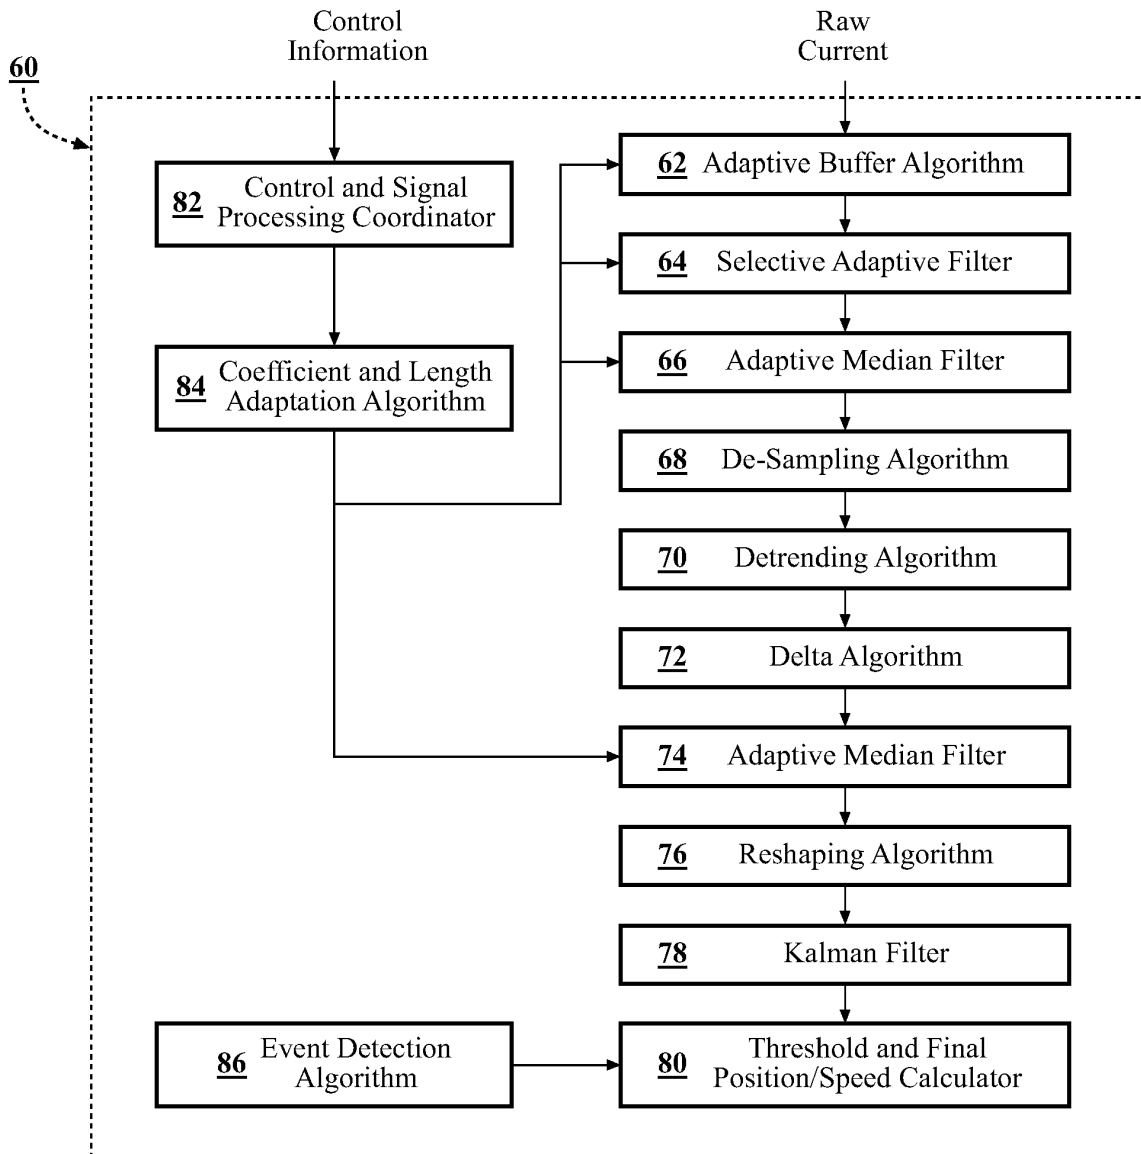 Control
Information
Raw
Current
60
82 Control and Signal
Processing Coordinator
84 Coefficient and Length
Adaptation Algorithm
62 Adaptive Buffer Algorithm
64 Selective Adaptive Filter
66 Adaptive Median Filter
68 De-Sampling Algorithm
70 Detrending Algorithm
72 Delta Algorithm
74 Adaptive Median Filter
76 Reshaping Algorithm
78 Kalman Filter
86 Event Detection
Algorithm
80 Threshold and Final
Position/Speed Calculator